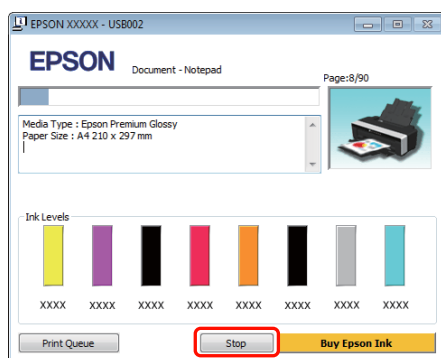 EPSON XXXXX - USB002
EPSON
Document - Notepad
Page:8/90
Media Type : Epson Premium Glossy
Paper Size : A4 210 x 297 mm
Ink Levels
XXXX XXXX XXXX XXXX XXXX XXXX XXXX XXXX
Print Queue Stop Buy Epson Ink